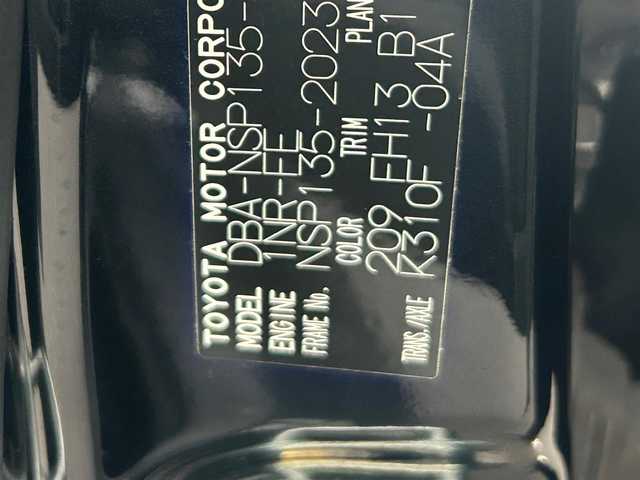 TOYOTA MOTOR CORPO
MODEL DBA-NSP135-
ENGINE 1NR-FE
FRAME No. NSP135-2023
COLOR TRIM PLAN
209 FH13 B1
TRANS./AXLE K310F -04A